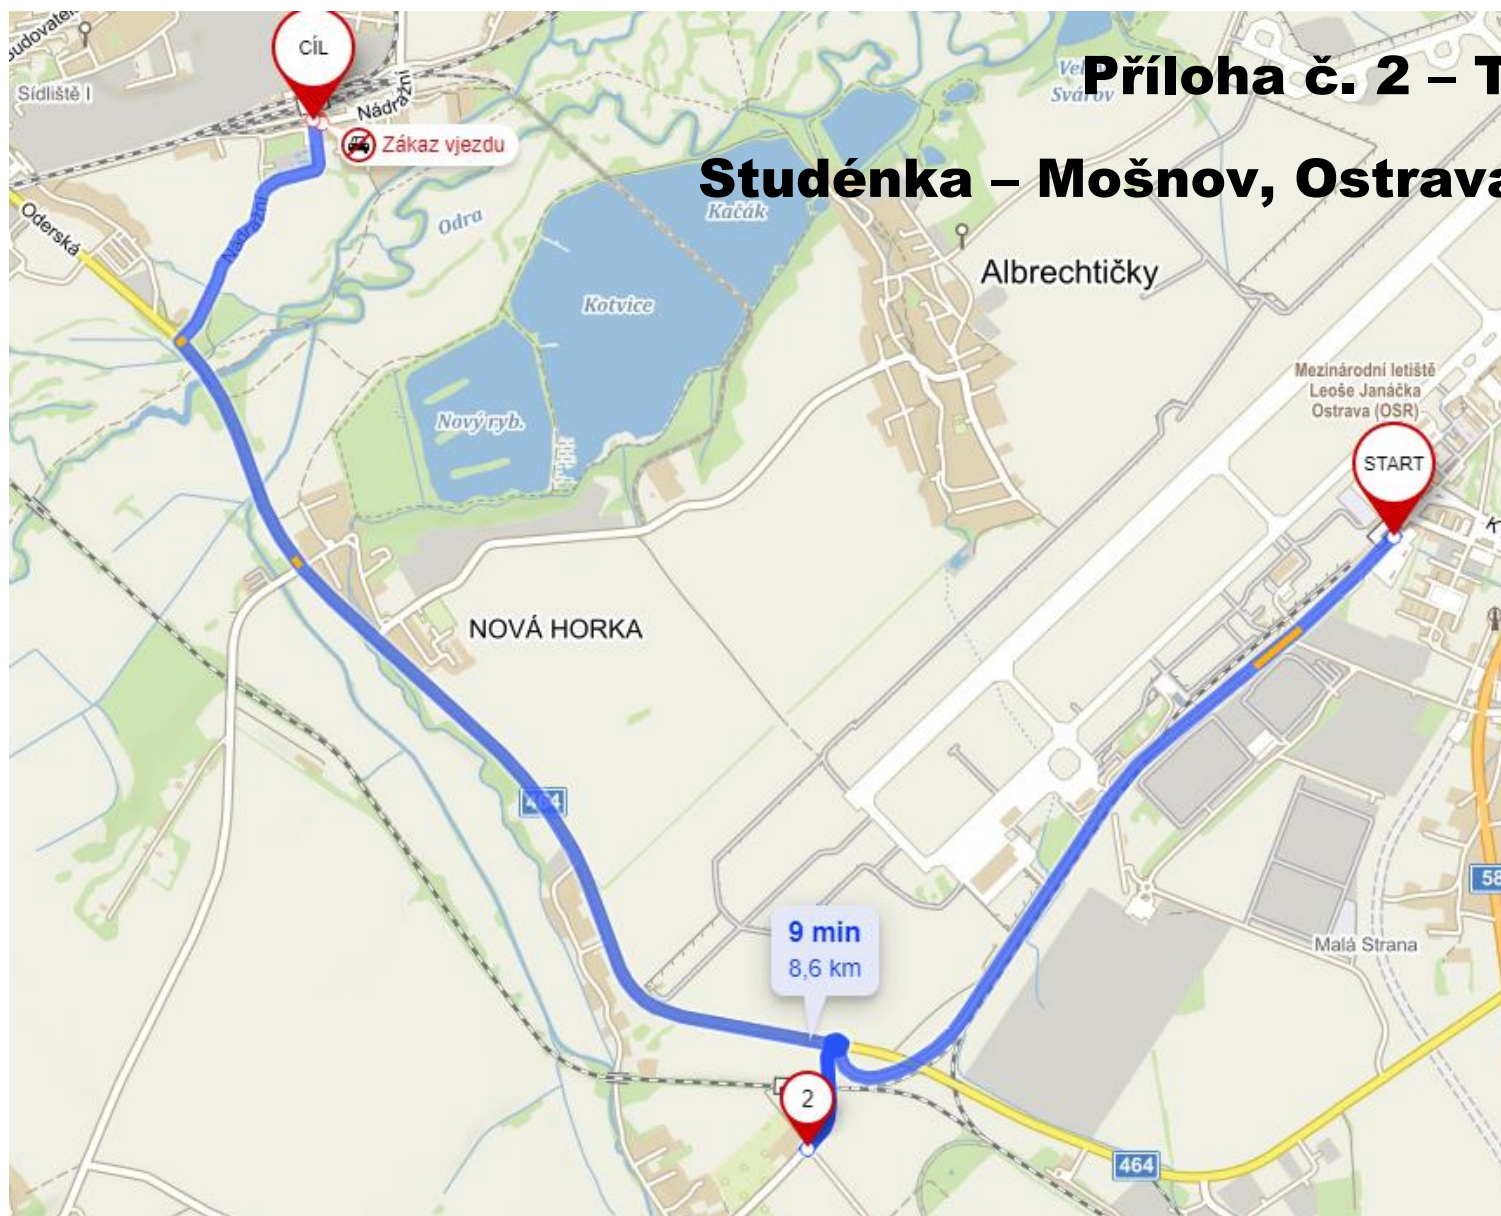 Příloha č. 2 – T
Studénka – Mošnov, Ostrava
CÍL
Sídliště I
Nádražní
Zákaz vjezdu
Oderská
Nádražní
Odra
Kačák
Albrechtičky
Kotvice
Nový ryb.
Mezinárodní letiště
Leoše Janáčka
Ostrava (OSR)
START
NOVÁ HORKA
464
58
9 min
8,6 km
Malá Strana
2
464